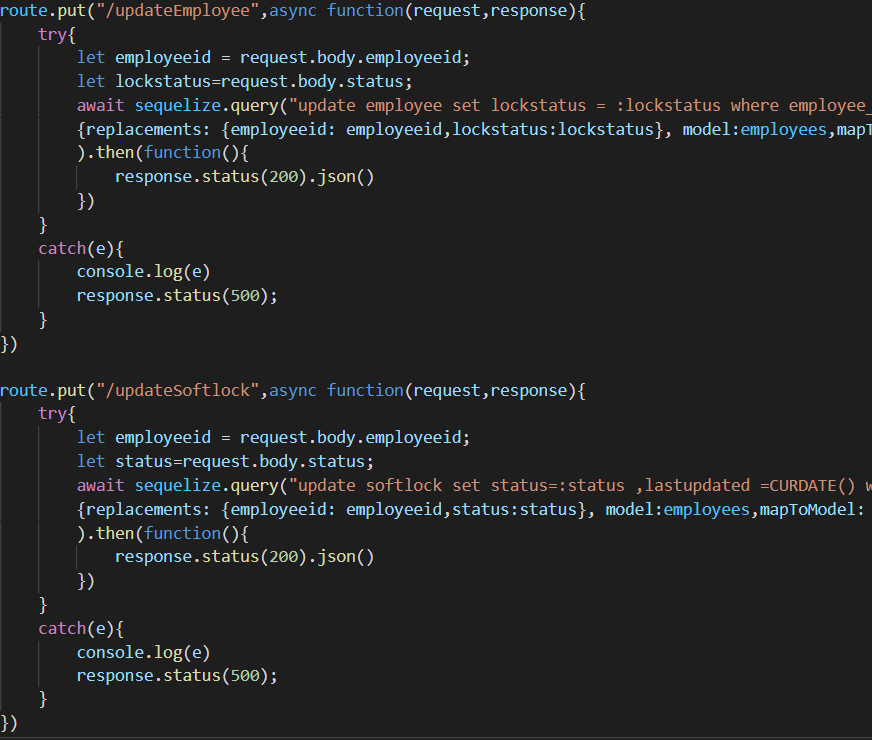 route.put("/updateEmployee",async function(request,response){
try{
let employeeid = request.body.employeeid;
let lockstatus=request.body.status;
await sequelize.query("update employee set lockstatus = :lockstatus where employee_
{replacements: {employeeid: employeeid,lockstatus:lockstatus}, model:employees,mapT
).then(function(){
response.status(200).json()
})
}
catch(e){
console.log(e)
response.status(500);
}
})
route.put("/updateSoftlock",async function(request,response){
try{
let employeeid = request.body.employeeid;
let status=request.body.status;
await sequelize.query("update softlock set status=:status ,lastupdated =CURDATE() w
{replacements: {employeeid: employeeid,status:status}, model:employees,mapToModel:
).then(function(){
response.status(200).json()
})
}
catch(e){
console.log(e)
response.status(500);
}
})